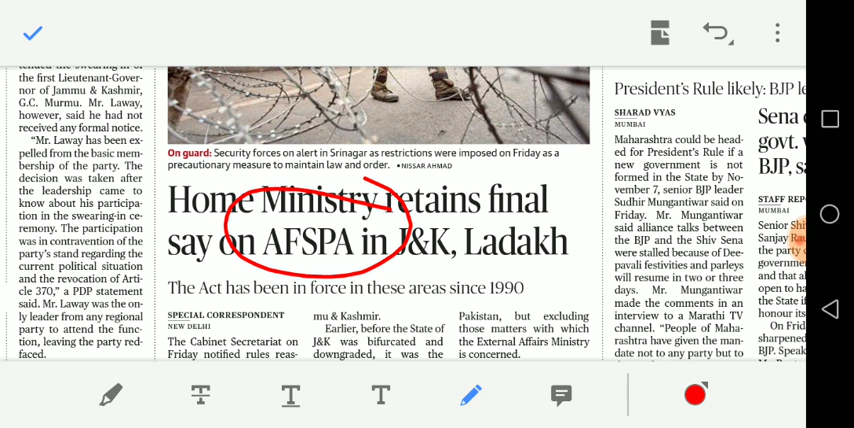 tended the swearing-in of
the first Lieutenant-Gover-
nor of Jammu & Kashmir,
G.C. Murmu. Mr. Laway,
however, said he had not
received any formal notice.
“Mr. Laway has been ex-
pelled from the basic mem-
bership of the party. The
decision was taken after
the leadership came to
know about his participa-
tion in the swearing-in ce-
remony. The participation
was in contravention of the
party’s stand regarding the
current political situation
and the revocation of Arti-
cle 370,” a PDP statement
said. Mr. Laway was the on-
ly leader from any regional
party to attend the func-
tion, leaving the party red-
faced.
On guard: Security forces on alert in Srinagar as restrictions were imposed on Friday as a
precautionary measure to maintain law and order. • NISSAR AHMAD
Home Ministry retains final
say on AFSPA in J&K, Ladakh
The Act has been in force in these areas since 1990
SPECIAL CORRESPONDENT
NEW DELHI
The Cabinet Secretariat on
Friday notified rules reas-
mu & Kashmir.
Earlier, before the State of
J&K was bifurcated and
downgraded, it was the
Pakistan, but excluding
those matters with which
the External Affairs Ministry
is concerned.
President’s Rule likely: BJP le
SHARAD VYAS
MUMBAI
Maharashtra could be head-
ed for President’s Rule if a
new government is not
formed in the State by No-
vember 7, senior BJP leader
Sudhir Mungantiwar said on
Friday. Mr. Mungantiwar
said alliance talks between
the BJP and the Shiv Sena
were stalled because of Dee-
pavali festivities and parleys
will resume in two or three
days. Mr. Mungantiwar
made the comments in an
interview to a Marathi TV
channel. “People of Maha-
rashtra have given the man-
date not to any party but to
Sena
govt.
BJP, sa
STAFF REP
MUMBAI
Senior Shi
Sanjay Rau
the party
governmen
and that al
open to ha
the State if
honour its
On Frid
sharpened
BJP. Speak
T
T
T